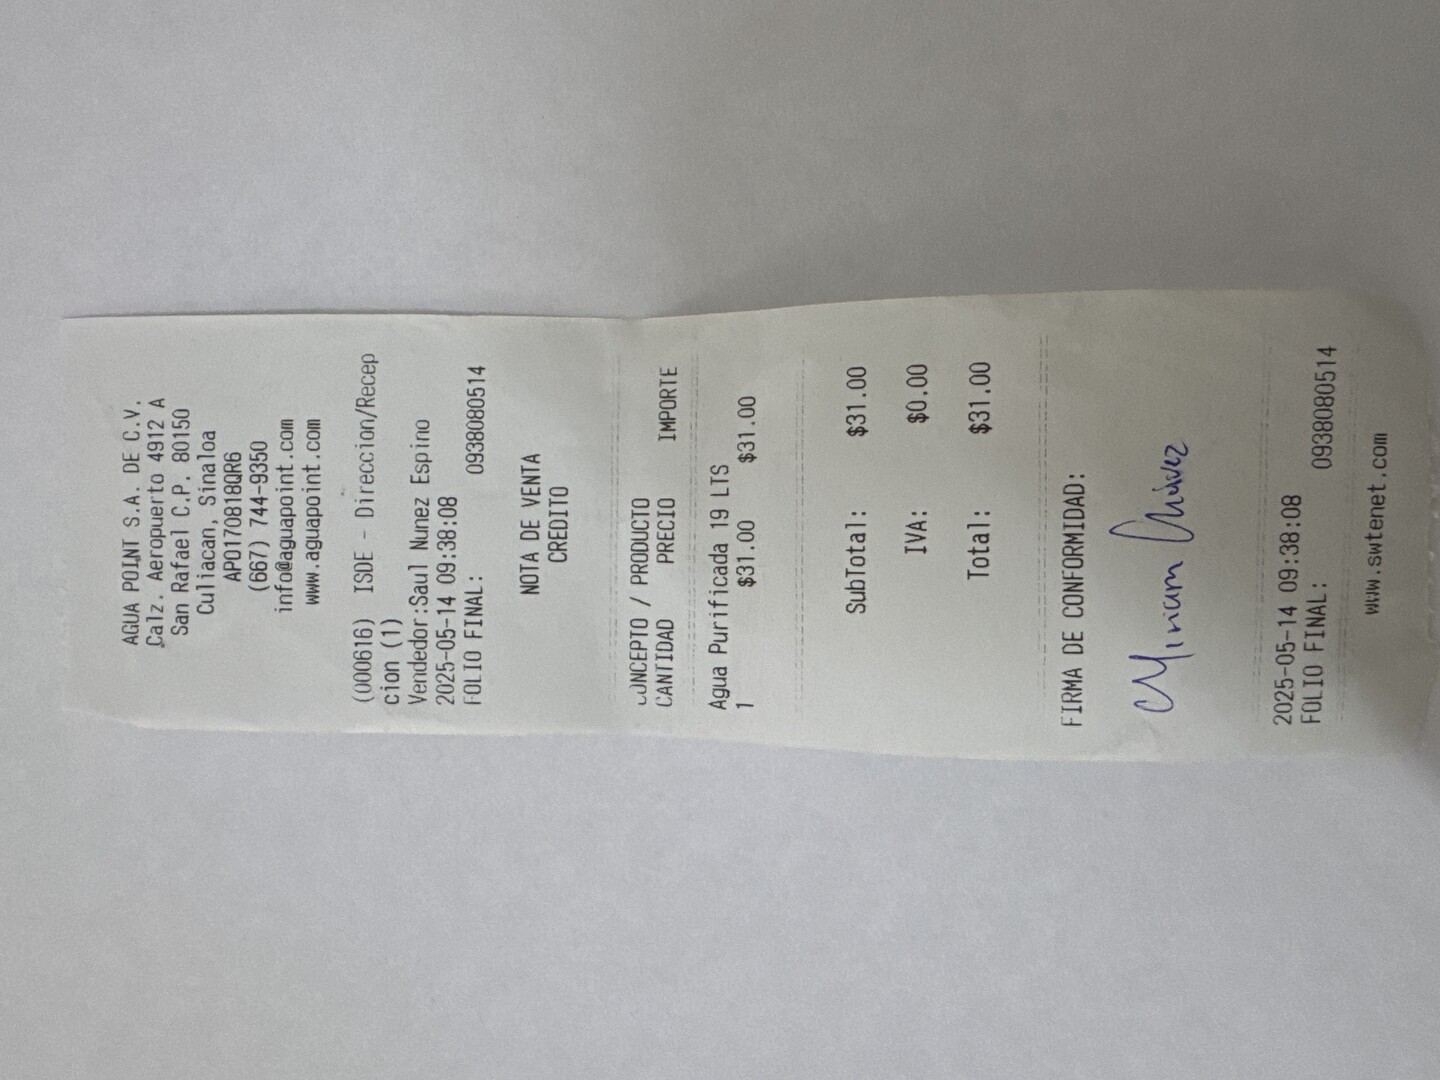 AGUA POINT S.A. DE C.V.
Calz. Aeropuerto 4912 A
San Rafael C.P. 80150
Culiacan, Sinaloa
APO170818QR6
(667) 744-9350
info@aguapoint.com
www.aguapoint.com
(000616) ISDE - Direccion/Recep
cion (1)
Vendedor:Saul Nunez Espino
2025-05-14 09:38:08
FOLIO FINAL: 0938080514
NOTA DE VENTA
CREDITO
CONCEPTO / PRODUCTO
CANTIDAD PRECIO IMPORTE
Agua Purificada 19 LTS
1 $31.00 $31.00
SubTotal: $31.00
IVA: $0.00
Total: $31.00
FIRMA DE CONFORMIDAD:
Miriam Chávez
2025-05-14 09:38:08
FOLIO FINAL: 0938080514
www.swtenet.com